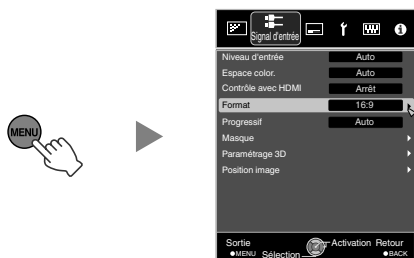 MENU
Signal d'entrée
Niveau d'entrée Auto
Espace color. Auto
Contrôle avec HDMI Arrêt
Format 16:9
Progressif Auto
Masque
Paramétrage 3D
Position image
Sortie Activation Retour
MENU Sélection BACK